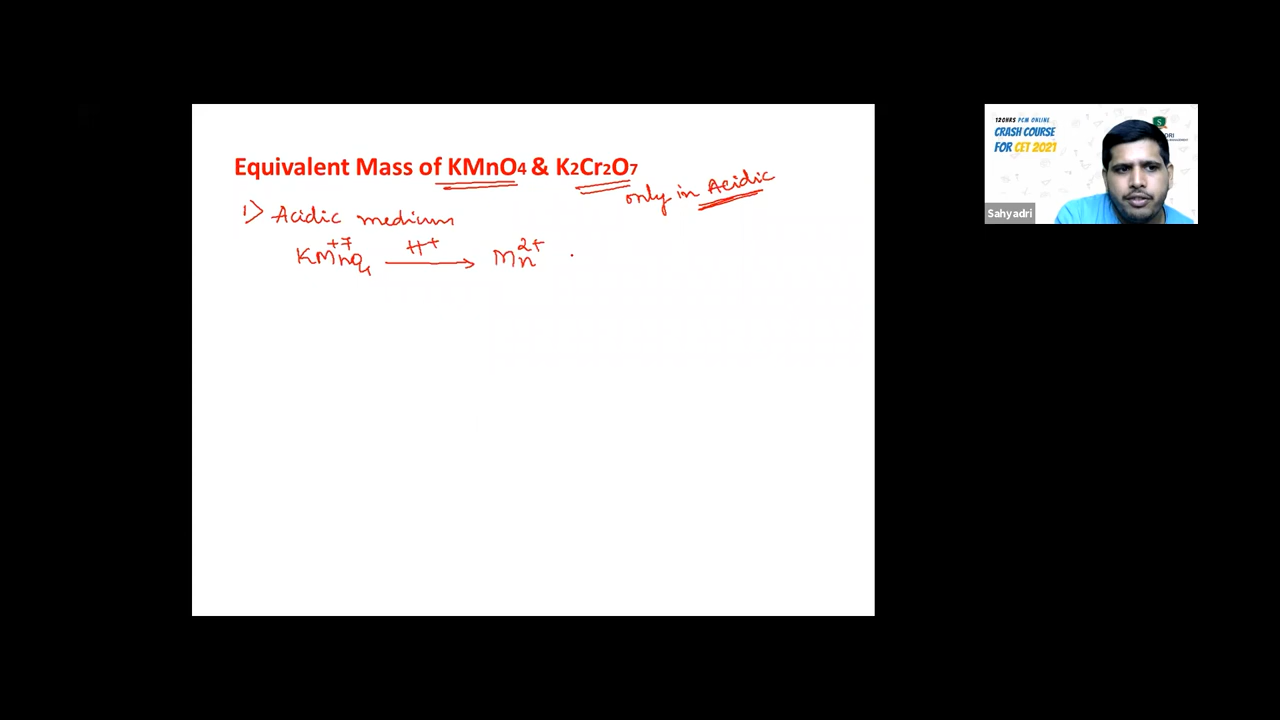 Equivalent Mass of KMnO4 & K2Cr2O7
only in Acidic
1) Acidic medium
KMnO4 +7 H+ Mn2+
120HRS PCM ONLINE
CRASH COURSE
FOR CET 2021
S
Sahyadri